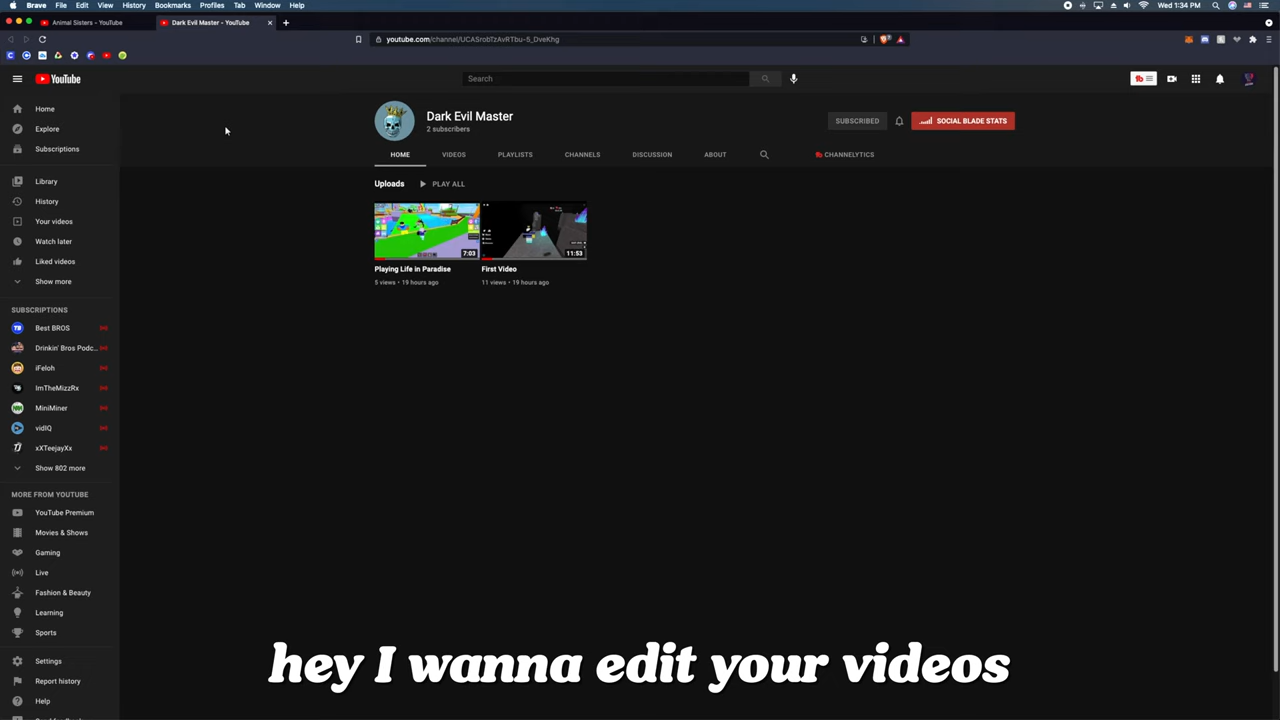 Brave File Edit View History Bookmarks Profiles Tab Window Help
Wed 1:34 PM
Animal Sisters - YouTube
Dark Evil Master - YouTube
youtube.com/channel/UCASrobTzAvRTbu-5_DveKhg
YouTube
Search
Home
Explore
Subscriptions
Library
History
Your videos
Watch later
Liked videos
Show more
SUBSCRIPTIONS
Best BROS
Drinkin' Bros Podc...
iFeloh
ImTheMizzRx
MiniMiner
vidIQ
xXTeejayXx
Show 802 more
MORE FROM YOUTUBE
YouTube Premium
Movies & Shows
Gaming
Live
Fashion & Beauty
Learning
Sports
Settings
Report history
Help
Dark Evil Master
2 subscribers
SUBSCRIBED
SOCIAL BLADE STATS
HOME VIDEOS PLAYLISTS CHANNELS DISCUSSION ABOUT CHANNELYTICS
Uploads PLAY ALL
7:03
11:53
Playing Life in Paradise
5 views • 19 hours ago
First Video
11 views • 19 hours ago
hey I wanna edit your videos